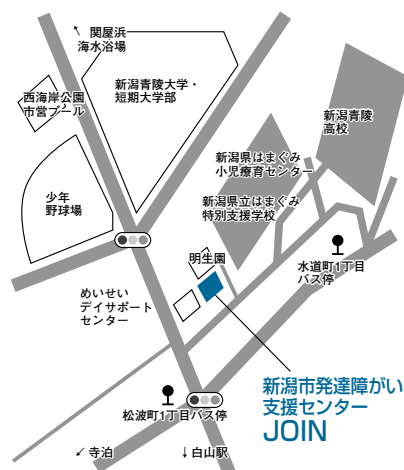 ↖ 関屋浜
海水浴場
新潟青陵大学・
短期大学部
西海岸公園
市営プール
新潟青陵
高校
新潟県はまぐみ
小児療育センター
新潟県立はまぐみ
特別支援学校
少年
野球場
明生園
水道町1丁目
バス停
めいせい
デイサポート
センター
新潟市発達障がい
支援センター
JOIN
松波町1丁目バス停
↙寺泊
↓白山駅